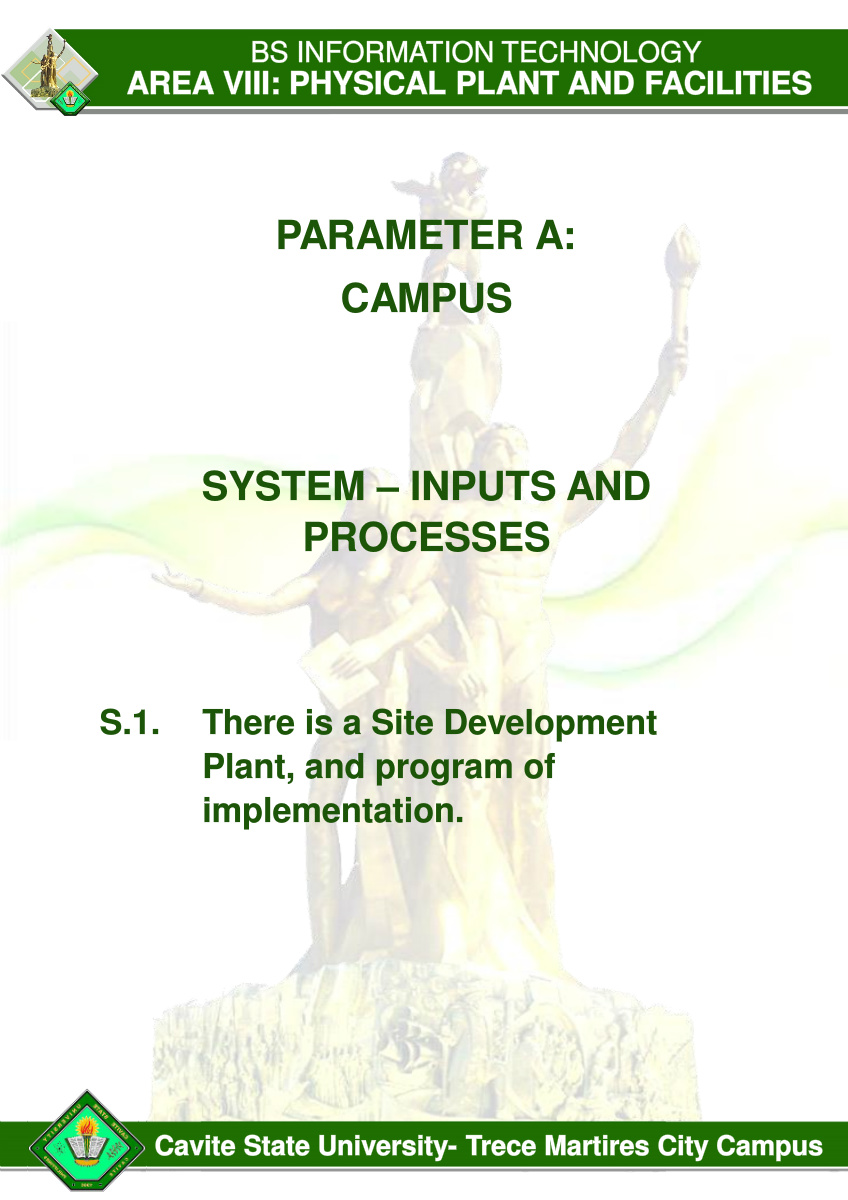 BS INFORMATION TECHNOLOGY
AREA VIII: PHYSICAL PLANT AND FACILITIES
PARAMETER A:
CAMPUS
SYSTEM – INPUTS AND
PROCESSES
S.1. There is a Site Development
Plant, and program of
implementation.
Cavite State University- Trece Martires City Campus